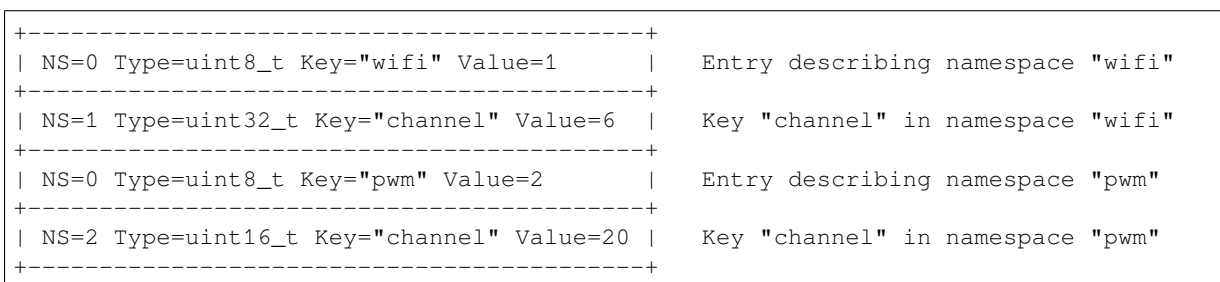 +-------------------------------------------+
| NS=0 Type=uint8_t Key="wifi" Value=1      |   Entry describing namespace "wifi"
+-------------------------------------------+
| NS=1 Type=uint32_t Key="channel" Value=6  |   Key "channel" in namespace "wifi"
+-------------------------------------------+
| NS=0 Type=uint8_t Key="pwm" Value=2       |   Entry describing namespace "pwm"
+-------------------------------------------+
| NS=2 Type=uint16_t Key="channel" Value=20 |   Key "channel" in namespace "pwm"
+-------------------------------------------+